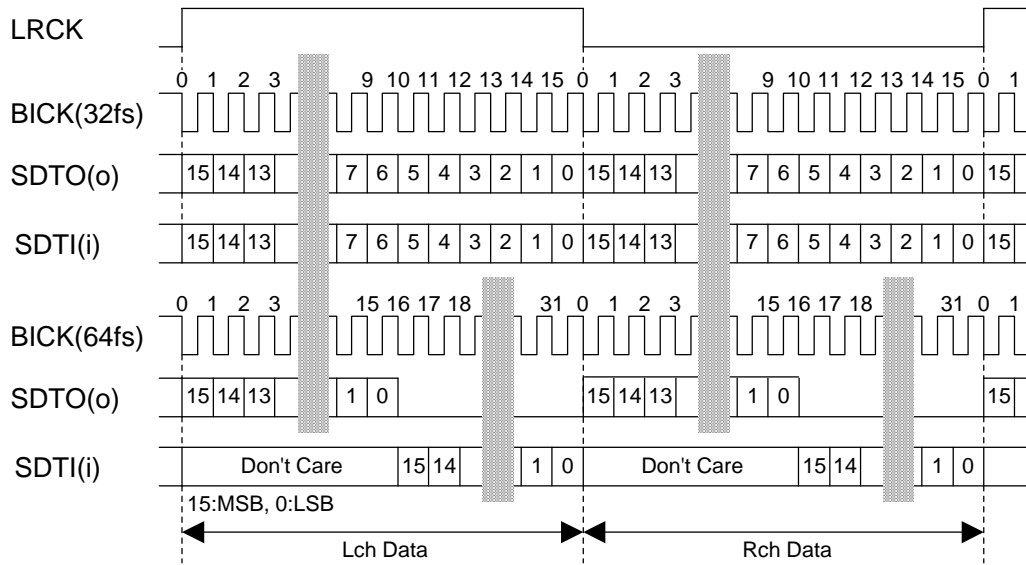 LRCK
0 1 2 3 9 10 11 12 13 14 15 0 1 2 3 9 10 11 12 13 14 15 0 1
BICK(32fs)
SDTO(o) 15 14 13 7 6 5 4 3 2 1 0 15 14 13 7 6 5 4 3 2 1 0 15
SDTI(i) 15 14 13 7 6 5 4 3 2 1 0 15 14 13 7 6 5 4 3 2 1 0 15
0 1 2 3 15 16 17 18 31 0 1 2 3 15 16 17 18 31 0 1
BICK(64fs)
SDTO(o) 15 14 13 1 0 15 14 13 1 0 15
SDTI(i) Don't Care 15 14 1 0 Don't Care 15 14 1 0
15:MSB, 0:LSB
Lch Data Rch Data